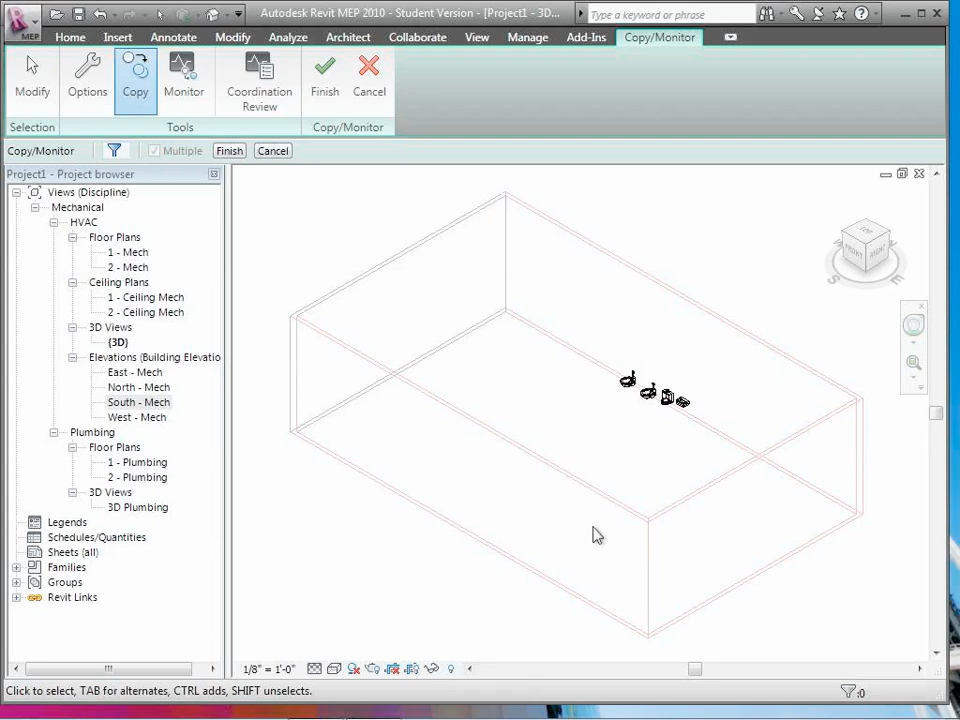 Autodesk Revit MEP 2010 - Student Version - [Project1 - 3D...
Type a keyword or phrase
MEP
Home Insert Annotate Modify Analyze Architect Collaborate View Manage Add-Ins Copy/Monitor
Modify Options Copy Monitor Coordination Review Finish Cancel
Selection Tools Copy/Monitor
Copy/Monitor Multiple Finish Cancel
Project1 - Project browser
Views (Discipline)
Mechanical
HVAC
Floor Plans
1 - Mech
2 - Mech
Ceiling Plans
1 - Ceiling Mech
2 - Ceiling Mech
3D Views
{3D}
Elevations (Building Elevatio
East - Mech
North - Mech
South - Mech
West - Mech
Plumbing
Floor Plans
1 - Plumbing
2 - Plumbing
3D Views
3D Plumbing
Legends
Schedules/Quantities
Sheets (all)
Families
Groups
Revit Links
TOP
FRONT RIGHT
S E
1/8" = 1'-0"
Click to select, TAB for alternates, CTRL adds, SHIFT unselects.
:0